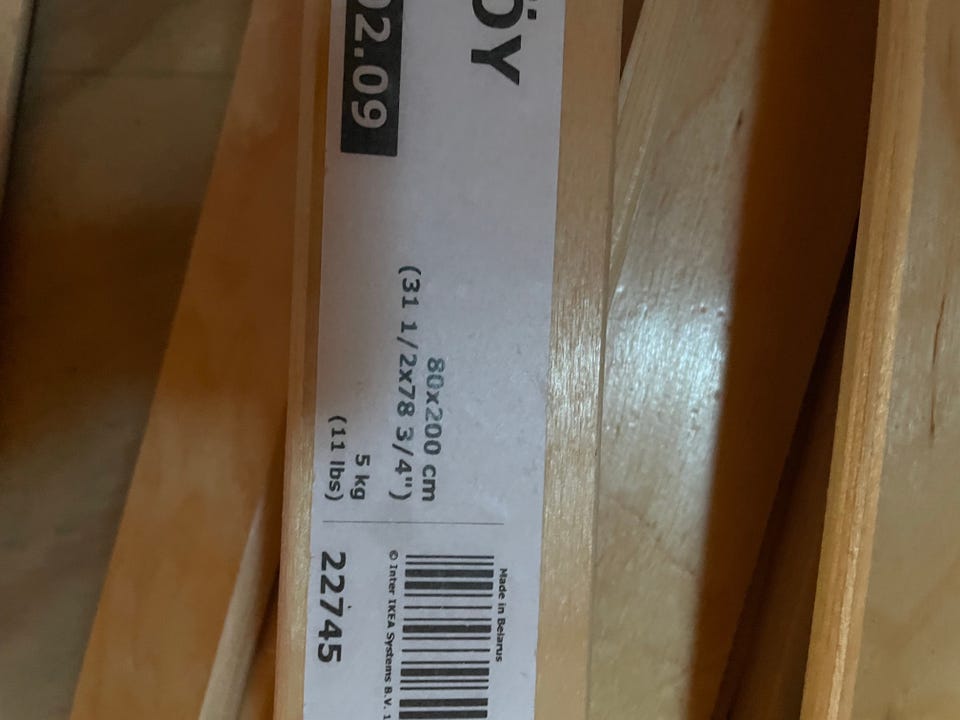 ÖY
02.09
80x200 cm
(31 1/2x78 3/4")
5 kg
(11 lbs)
Made in Belarus
© Inter IKEA Systems B.V. 1
22745